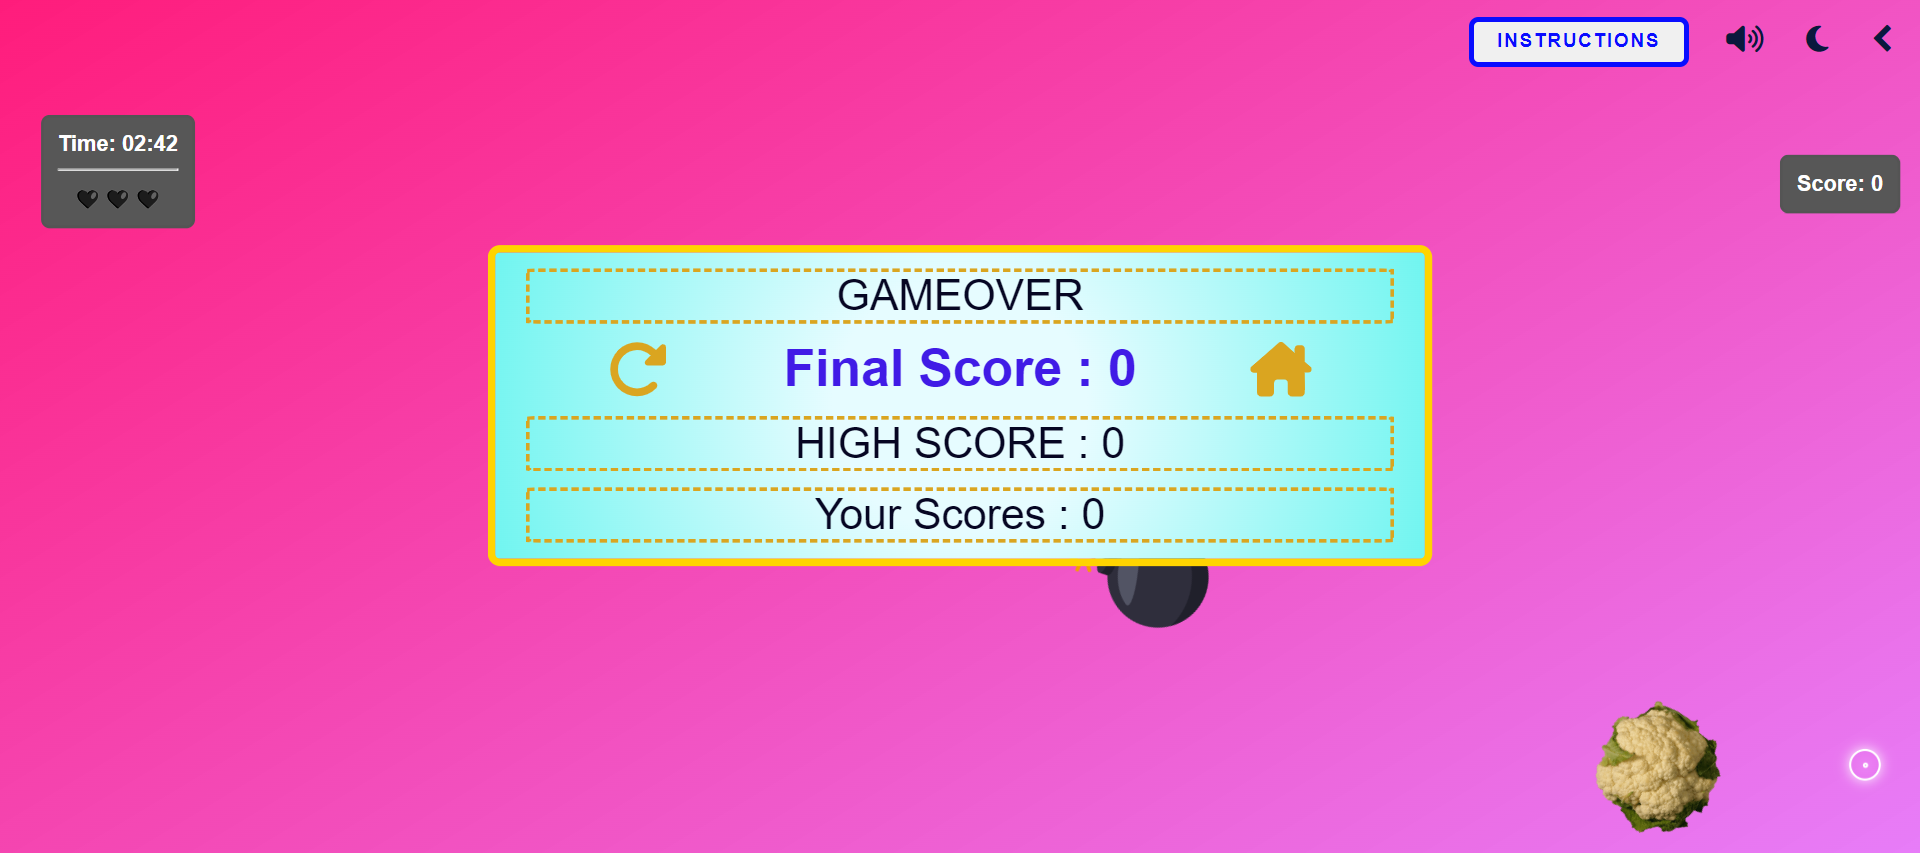 INSTRUCTIONS
Time: 02:42
Score: 0
GAMEOVER
Final Score : 0
HIGH SCORE : 0
Your Scores : 0